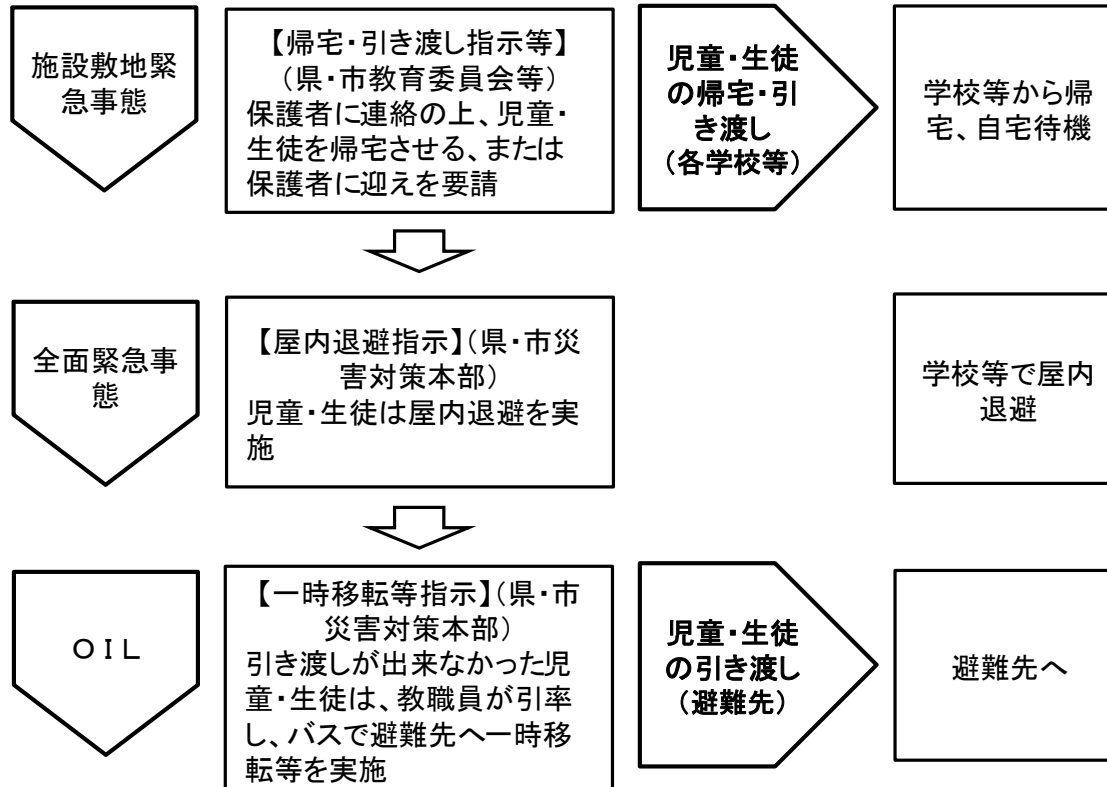 施設敷地緊
急事態
【帰宅・引き渡し指示等】
（県・市教育委員会等）
保護者に連絡の上、児童・
生徒を帰宅させる、または
保護者に迎えを要請
児童・生徒
の帰宅・引
き渡し
（各学校等）
学校等から帰
宅、自宅待機
全面緊急事
態
【屋内退避指示】（県・市災
害対策本部）
児童・生徒は屋内退避を実
施
学校等で屋内
退避
ＯＩＬ
【一時移転等指示】（県・市
災害対策本部）
引き渡しが出来なかった児
童・生徒は、教職員が引率
し、バスで避難先へ一時移
転等を実施
児童・生徒
の引き渡し
（避難先）
避難先へ